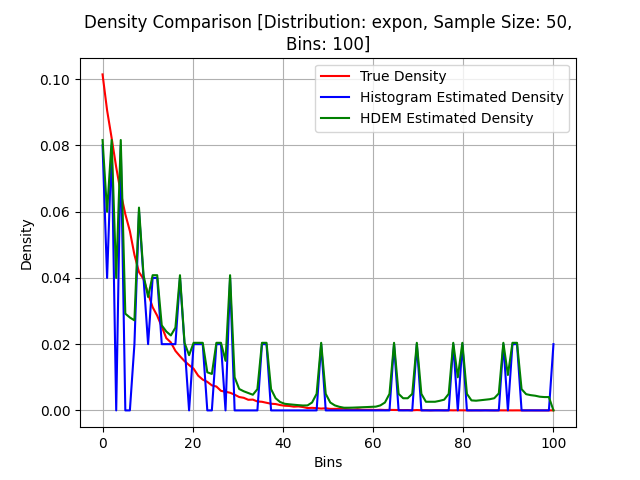 Density Comparison [Distribution: expon, Sample Size: 50,
Bins: 100]
True Density
Histogram Estimated Density
HDEM Estimated Density
Density
0.10
0.08
0.06
0.04
0.02
0.00
0 20 40 60 80 100
Bins